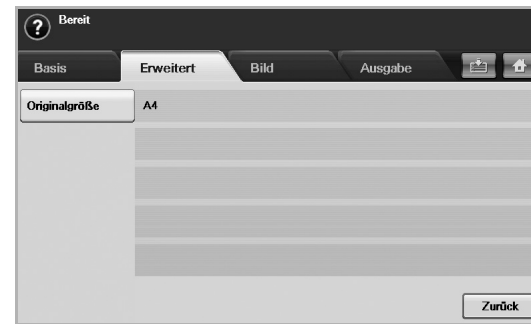 ? Bereit
Basis Erweitert Bild Ausgabe
Originalgröße A4
Zurück